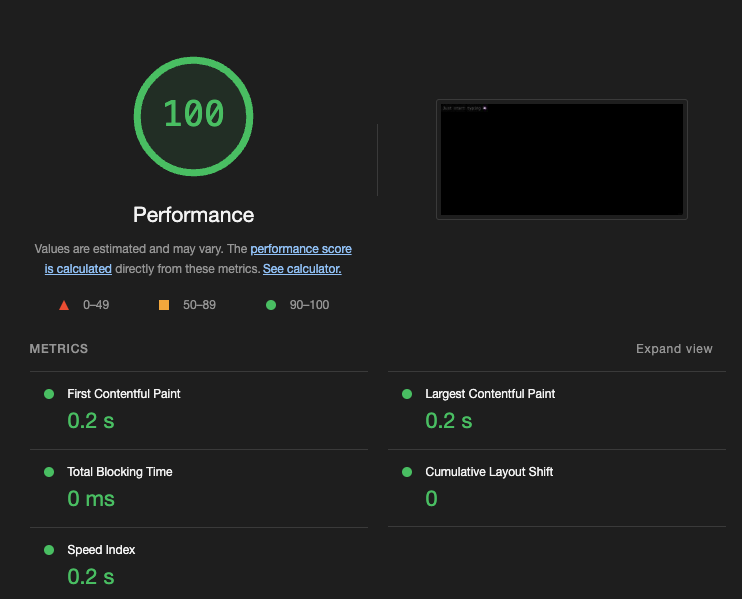 100
Performance
Values are estimated and may vary. The performance score
is calculated directly from these metrics. See calculator.
0–49
50–89
90–100
METRICS
Expand view
First Contentful Paint
0.2 s
Largest Contentful Paint
0.2 s
Total Blocking Time
0 ms
Cumulative Layout Shift
0
Speed Index
0.2 s